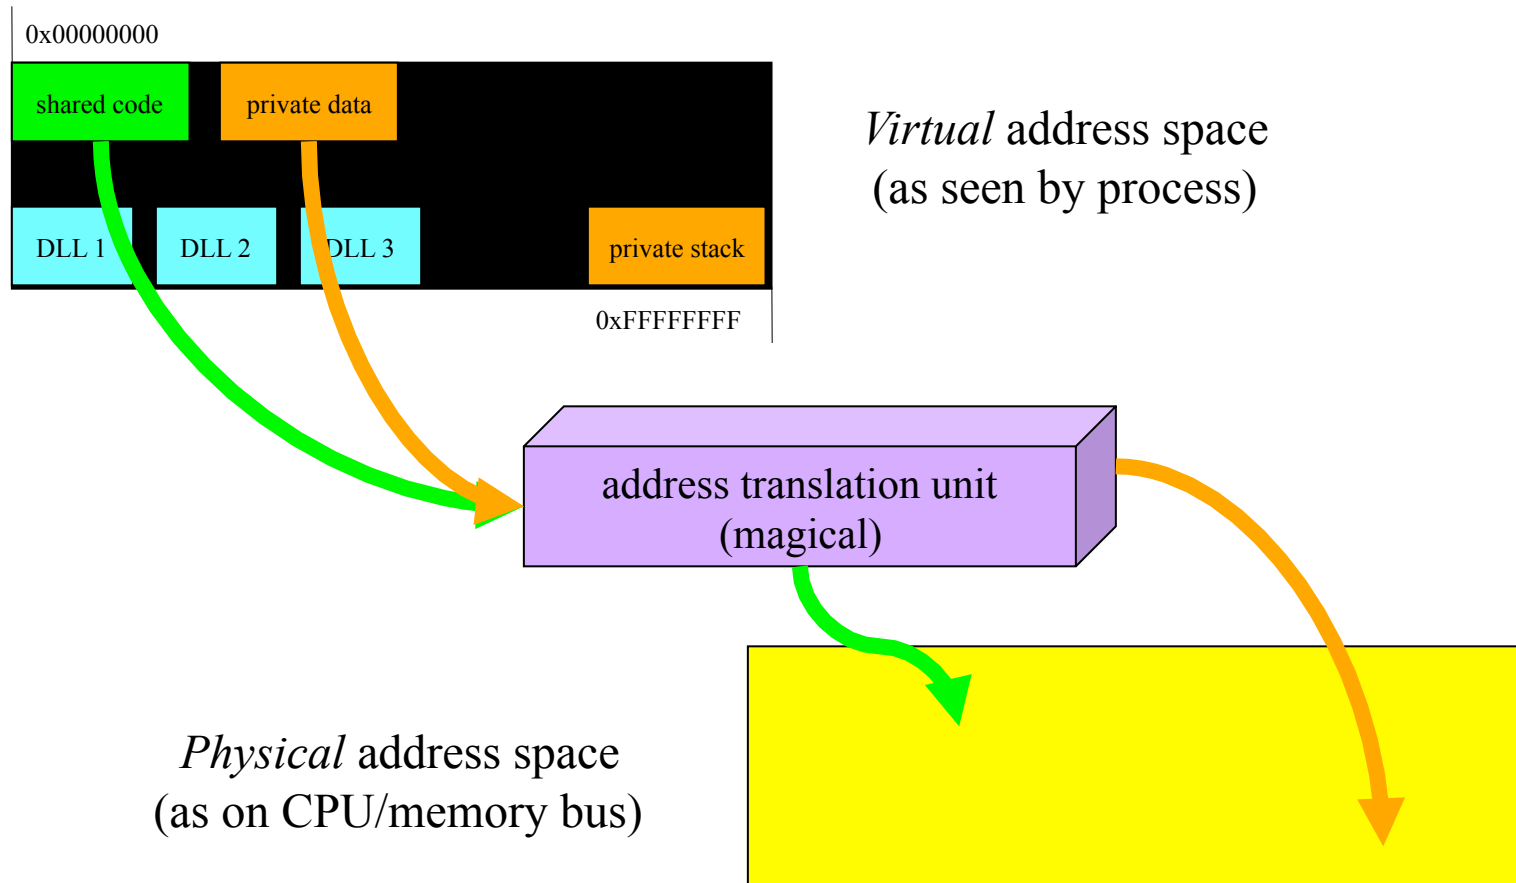 0x00000000
shared code
private data
Virtual address space
(as seen by process)
DLL 1
DLL 2
DLL 3
private stack
0xFFFFFFFF
address translation unit
(magical)
Physical address space
(as on CPU/memory bus)